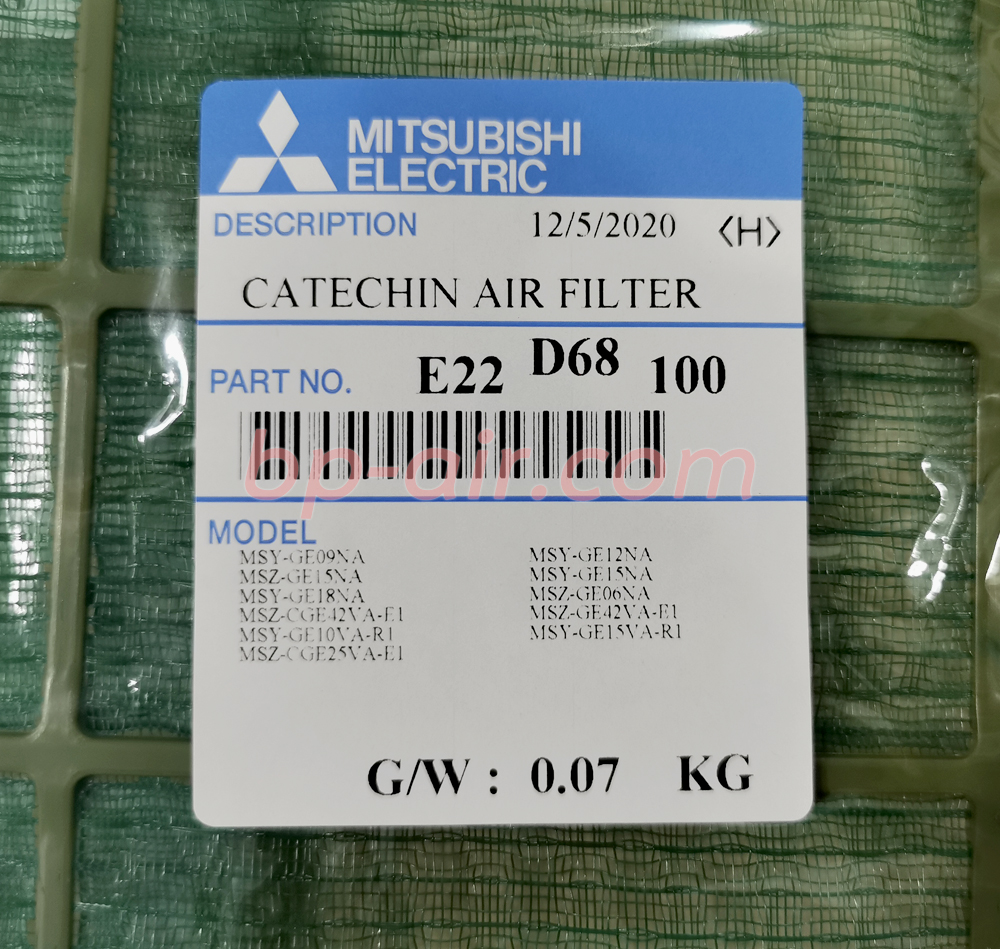 MITSUBISHI
ELECTRIC
DESCRIPTION 12/5/2020 <H>
CATECHIN AIR FILTER
PART NO. E22 D68 100
bp-air.com
MODEL
MSY-GE09NA MSY-GE12NA
MSZ-GE15NA MSY-GE15NA
MSY-GE18NA MSZ-GE06NA
MSZ-CGE42VA-E1 MSZ-GE42VA-E1
MSY-GE10VA-R1 MSY-GE15VA-R1
MSZ-CGE25VA-E1
G/W : 0.07 KG